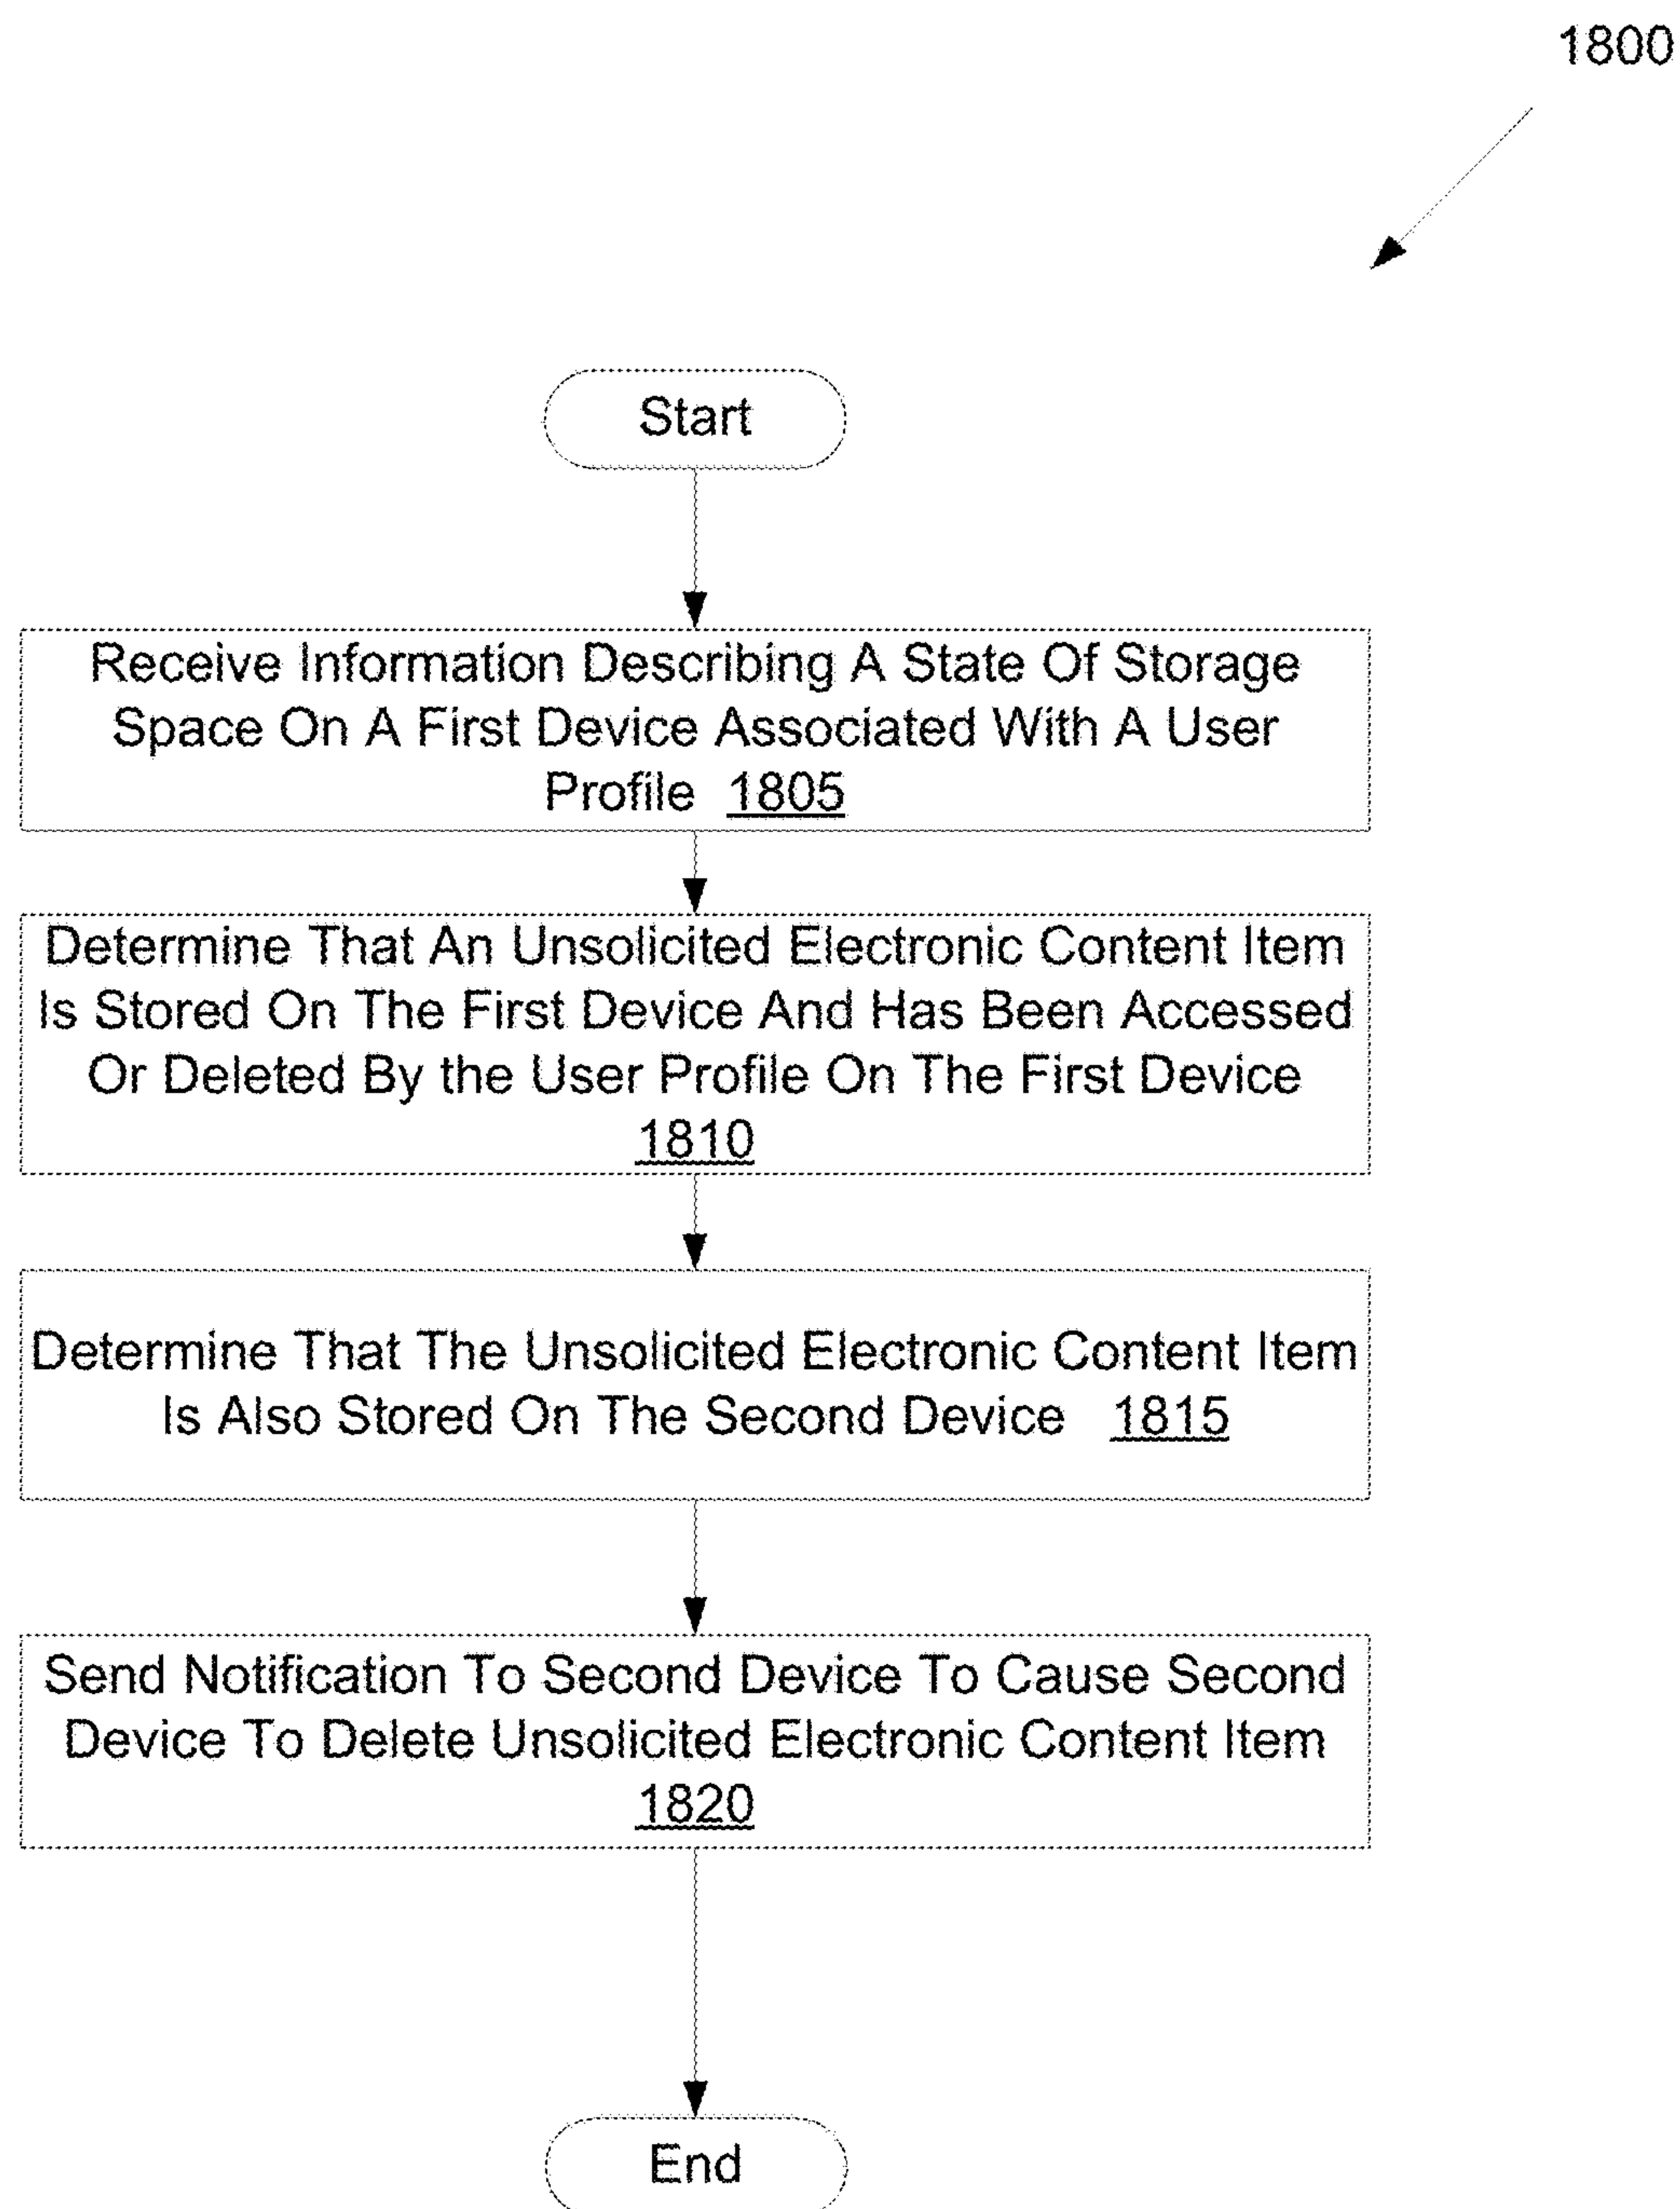 1800
Start
Receive Information Describing A State Of Storage
Space On A First Device Associated With A User
Profile 1805
Determine That An Unsolicited Electronic Content Item
Is Stored On The First Device And Has Been Accessed
Or Deleted By the User Profile On The First Device
1810
Determine That The Unsolicited Electronic Content Item
Is Also Stored On The Second Device 1815
Send Notification To Second Device To Cause Second
Device To Delete Unsolicited Electronic Content Item
1820
End